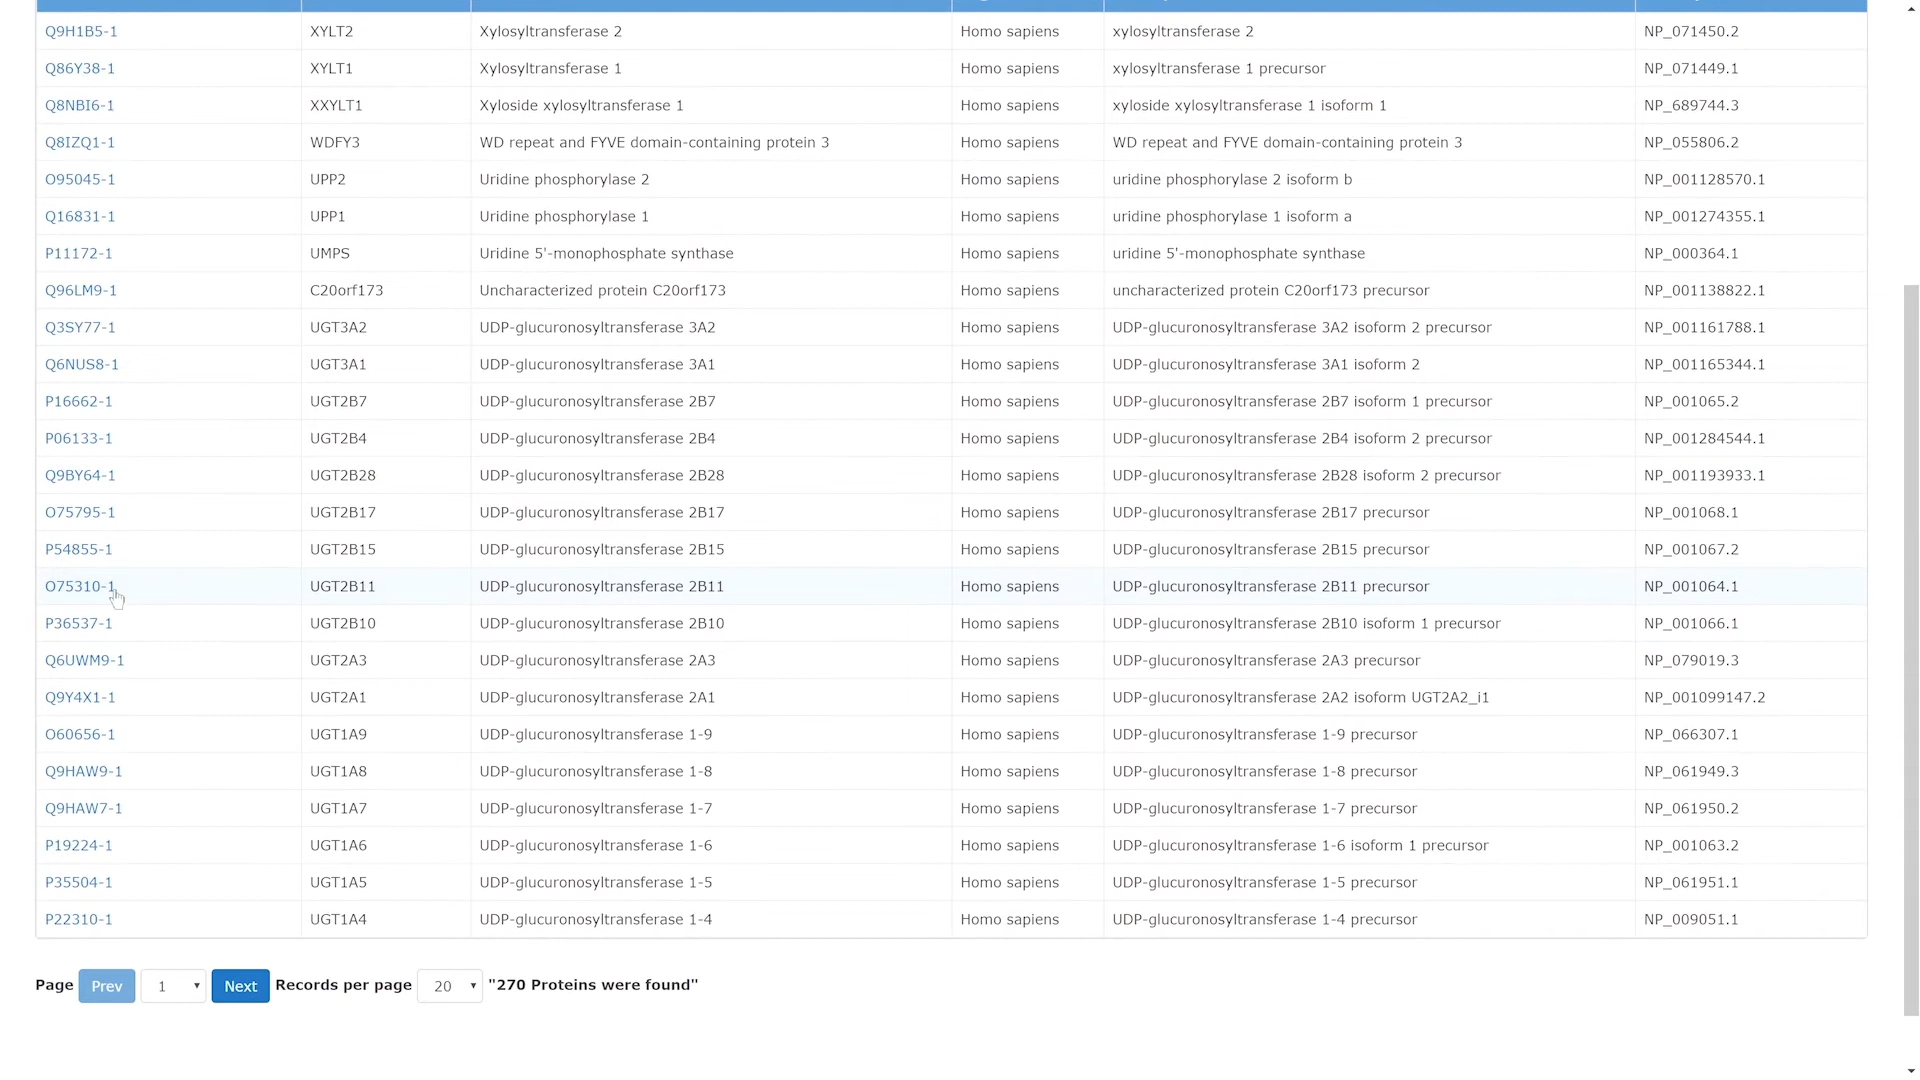 Q9H1B5-1 XYLT2 Xylosyltransferase 2 Homo sapiens xylosyltransferase 2 NP_071450.2
Q86Y38-1 XYLT1 Xylosyltransferase 1 Homo sapiens xylosyltransferase 1 precursor NP_071449.1
Q8NBI6-1 XXYLT1 Xyloside xylosyltransferase 1 Homo sapiens xyloside xylosyltransferase 1 isoform 1 NP_689744.3
Q8IZQ1-1 WDFY3 WD repeat and FYVE domain-containing protein 3 Homo sapiens WD repeat and FYVE domain-containing protein 3 NP_055806.2
O95045-1 UPP2 Uridine phosphorylase 2 Homo sapiens uridine phosphorylase 2 isoform b NP_001128570.1
Q16831-1 UPP1 Uridine phosphorylase 1 Homo sapiens uridine phosphorylase 1 isoform a NP_001274355.1
P11172-1 UMPS Uridine 5'-monophosphate synthase Homo sapiens uridine 5'-monophosphate synthase NP_000364.1
Q96LM9-1 C20orf173 Uncharacterized protein C20orf173 Homo sapiens uncharacterized protein C20orf173 precursor NP_001138822.1
Q3SY77-1 UGT3A2 UDP-glucuronosyltransferase 3A2 Homo sapiens UDP-glucuronosyltransferase 3A2 isoform 2 precursor NP_001161788.1
Q6NUS8-1 UGT3A1 UDP-glucuronosyltransferase 3A1 Homo sapiens UDP-glucuronosyltransferase 3A1 isoform 2 NP_001165344.1
P16662-1 UGT2B7 UDP-glucuronosyltransferase 2B7 Homo sapiens UDP-glucuronosyltransferase 2B7 isoform 1 precursor NP_001065.2
P06133-1 UGT2B4 UDP-glucuronosyltransferase 2B4 Homo sapiens UDP-glucuronosyltransferase 2B4 isoform 2 precursor NP_001284544.1
Q9BY64-1 UGT2B28 UDP-glucuronosyltransferase 2B28 Homo sapiens UDP-glucuronosyltransferase 2B28 isoform 2 precursor NP_001193933.1
O75795-1 UGT2B17 UDP-glucuronosyltransferase 2B17 Homo sapiens UDP-glucuronosyltransferase 2B17 precursor NP_001068.1
P54855-1 UGT2B15 UDP-glucuronosyltransferase 2B15 Homo sapiens UDP-glucuronosyltransferase 2B15 precursor NP_001067.2
O75310-1 UGT2B11 UDP-glucuronosyltransferase 2B11 Homo sapiens UDP-glucuronosyltransferase 2B11 precursor NP_001064.1
P36537-1 UGT2B10 UDP-glucuronosyltransferase 2B10 Homo sapiens UDP-glucuronosyltransferase 2B10 isoform 1 precursor NP_001066.1
Q6UWM9-1 UGT2A3 UDP-glucuronosyltransferase 2A3 Homo sapiens UDP-glucuronosyltransferase 2A3 precursor NP_079019.3
Q9Y4X1-1 UGT2A1 UDP-glucuronosyltransferase 2A1 Homo sapiens UDP-glucuronosyltransferase 2A2 isoform UGT2A2_i1 NP_001099147.2
O60656-1 UGT1A9 UDP-glucuronosyltransferase 1-9 Homo sapiens UDP-glucuronosyltransferase 1-9 precursor NP_066307.1
Q9HAW9-1 UGT1A8 UDP-glucuronosyltransferase 1-8 Homo sapiens UDP-glucuronosyltransferase 1-8 precursor NP_061949.3
Q9HAW7-1 UGT1A7 UDP-glucuronosyltransferase 1-7 Homo sapiens UDP-glucuronosyltransferase 1-7 precursor NP_061950.2
P19224-1 UGT1A6 UDP-glucuronosyltransferase 1-6 Homo sapiens UDP-glucuronosyltransferase 1-6 isoform 1 precursor NP_001063.2
P35504-1 UGT1A5 UDP-glucuronosyltransferase 1-5 Homo sapiens UDP-glucuronosyltransferase 1-5 precursor NP_061951.1
P22310-1 UGT1A4 UDP-glucuronosyltransferase 1-4 Homo sapiens UDP-glucuronosyltransferase 1-4 precursor NP_009051.1
Page Prev 1 Next Records per page 20 "270 Proteins were found"